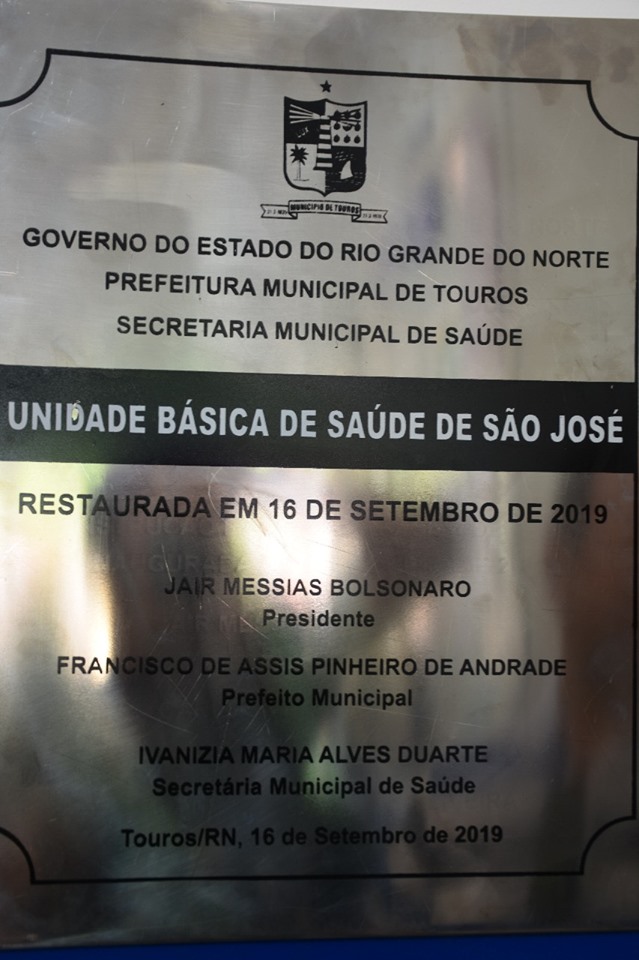 MUNICÍPIO DE TOUROS
GOVERNO DO ESTADO DO RIO GRANDE DO NORTE
PREFEITURA MUNICIPAL DE TOUROS
SECRETARIA MUNICIPAL DE SAÚDE
UNIDADE BÁSICA DE SAÚDE DE SÃO JOSÉ
RESTAURADA EM 16 DE SETEMBRO DE 2019
JAIR MESSIAS BOLSONARO
Presidente
FRANCISCO DE ASSIS PINHEIRO DE ANDRADE
Prefeito Municipal
IVANIZIA MARIA ALVES DUARTE
Secretária Municipal de Saúde
Touros/RN, 16 de Setembro de 2019